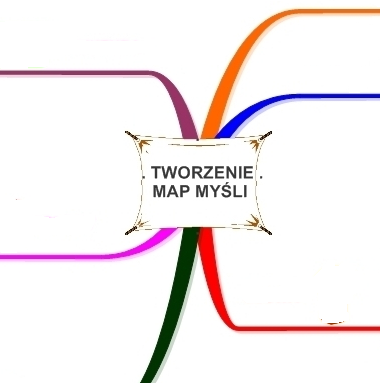 . TWORZENIE .
MAP MYŚLI